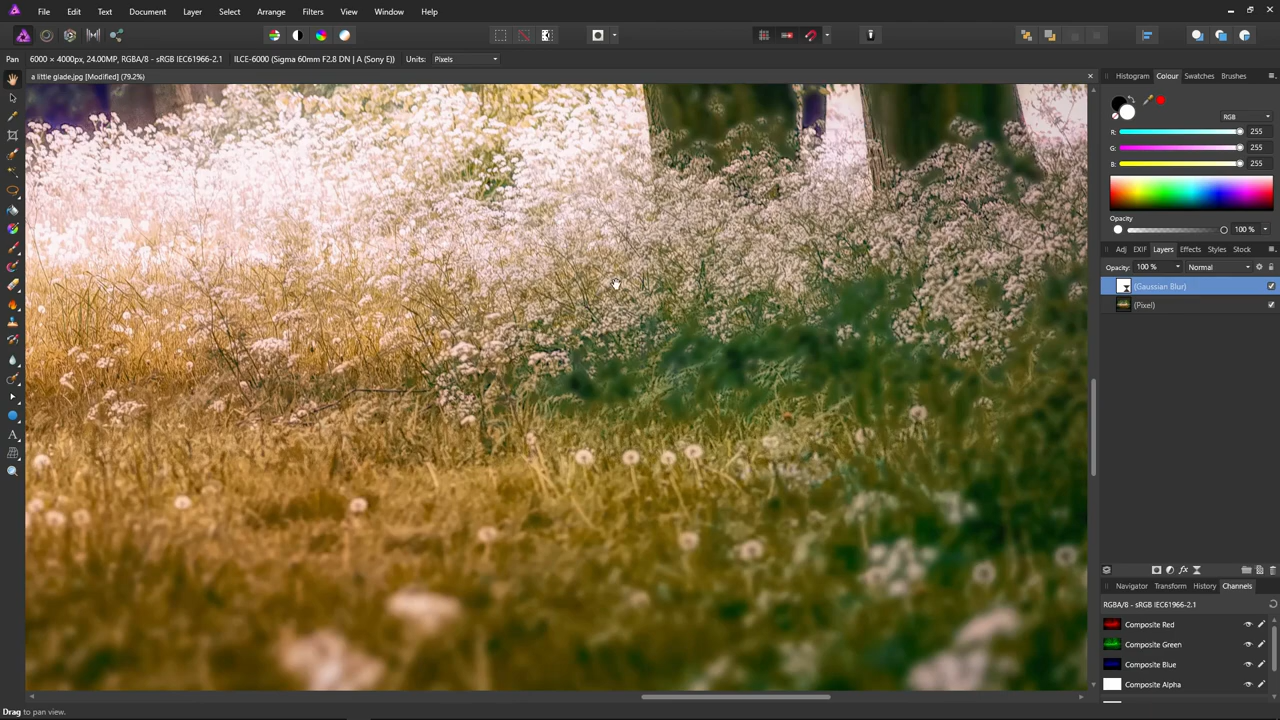 File Edit Text Document Layer Select Arrange Filters View Window Help
Pan 6000 × 4000px, 24.00MP, RGBA/8 - sRGB IEC61966-2.1 ILCE-6000 (Sigma 60mm F2.8 DN | A (Sony E)) Units: Pixels
a little glade.jpg [Modified] (79.2%)
Histogram Colour Swatches Brushes
RGB
R: 255
G: 255
B: 255
Opacity
100 %
Adj EXIF Layers Effects Styles Stock
Opacity: 100 % Normal
(Gaussian Blur)
(Pixel)
fx
Navigator Transform History Channels
RGBA/8 - sRGB IEC61966-2.1
Composite Red
Composite Green
Composite Blue
Composite Alpha
Drag to pan view.